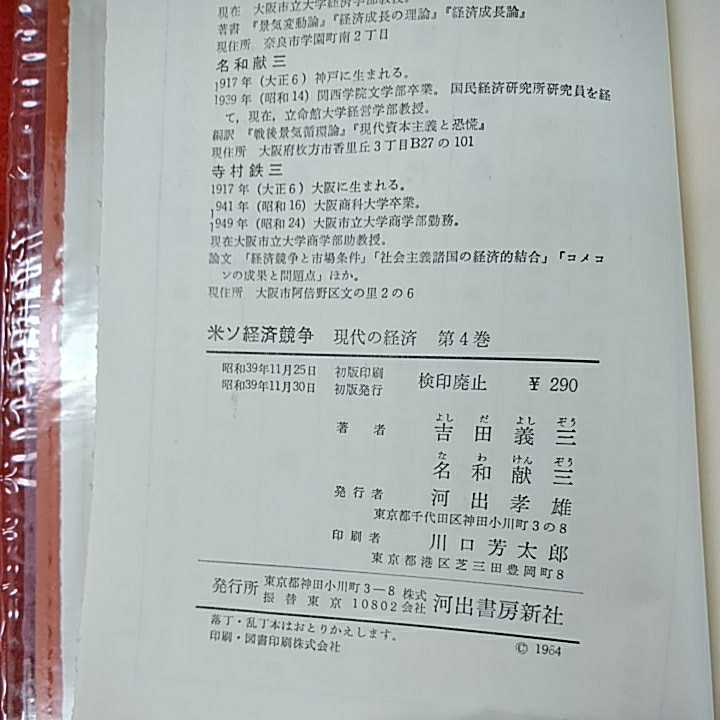 現在 大阪市立大学経済学部教授。
著書 『景気変動論』『経済成長の理論』『経済成長論』
現住所 奈良市学園町南2丁目
名和献三
1917年(大正6)神戸に生まれる。
1939年(昭和14)関西学院文学部卒業。国民経済研究所研究員を経
て,現在,立命館大学経営学部教授。
編訳 『戦後景気循環論』『現代資本主義と恐慌』
現住所 大阪府枚方市香里丘3丁目B27の101
寺村鉄三
1917年(大正6)大阪に生まれる。
1941年(昭和16)大阪商科大学卒業。
1949年(昭和24)大阪市立大学商学部勤務。
現在大阪市立大学商学部助教授。
論文 「経済競争と市場条件」「社会主義諸国の経済的結合」「コメコ
ンの成果と問題点」ほか。
現住所 大阪市阿倍野区文の里2の6
米ソ経済競争 現代の経済 第4巻
昭和39年11月25日 初版印刷
昭和39年11月30日 初版発行 検印廃止 ¥290
よし だ よし ぞう
著者 吉田義三
な わ けん ぞう
名和献三
発行者 河出孝雄
東京都千代田区神田小川町3の8
印刷者 川口芳太郎
東京都港区芝三田豊岡町8
発行所 東京都神田小川町3―8 株式
振替東京10802 会社 河出書房新社
落丁・乱丁本はおとりかえします。
印刷・図書印刷株式会社
© 1964